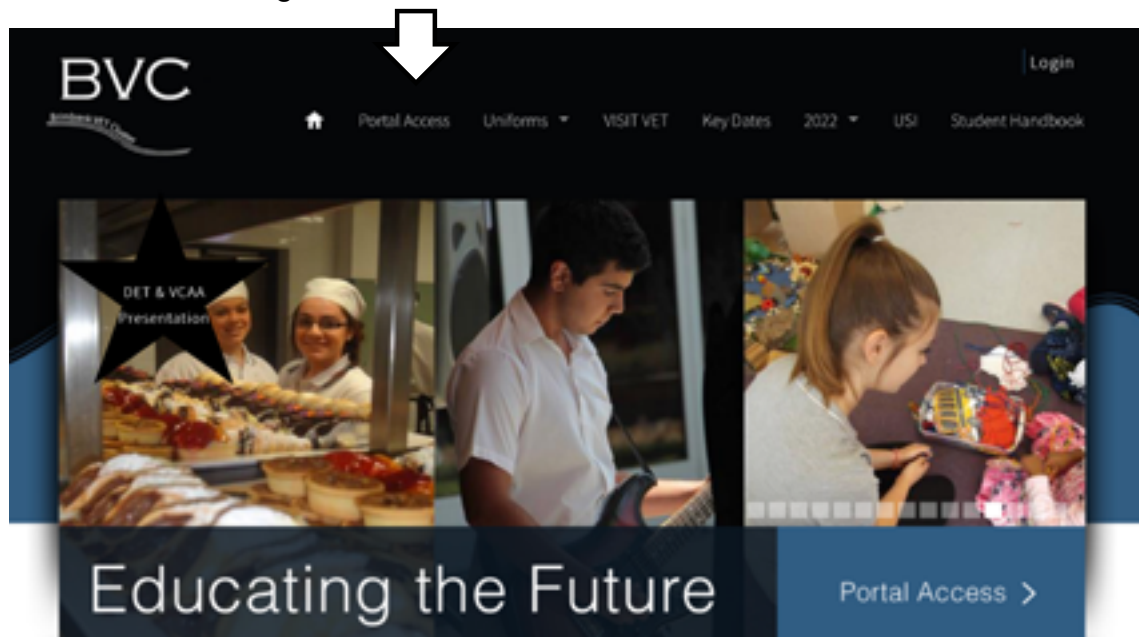 BVC
Login
Portal Access Uniforms VISIT VET Key Dates 2022 USI Student Handbook
DET & VCAA
Presentation
Educating the Future
Portal Access >